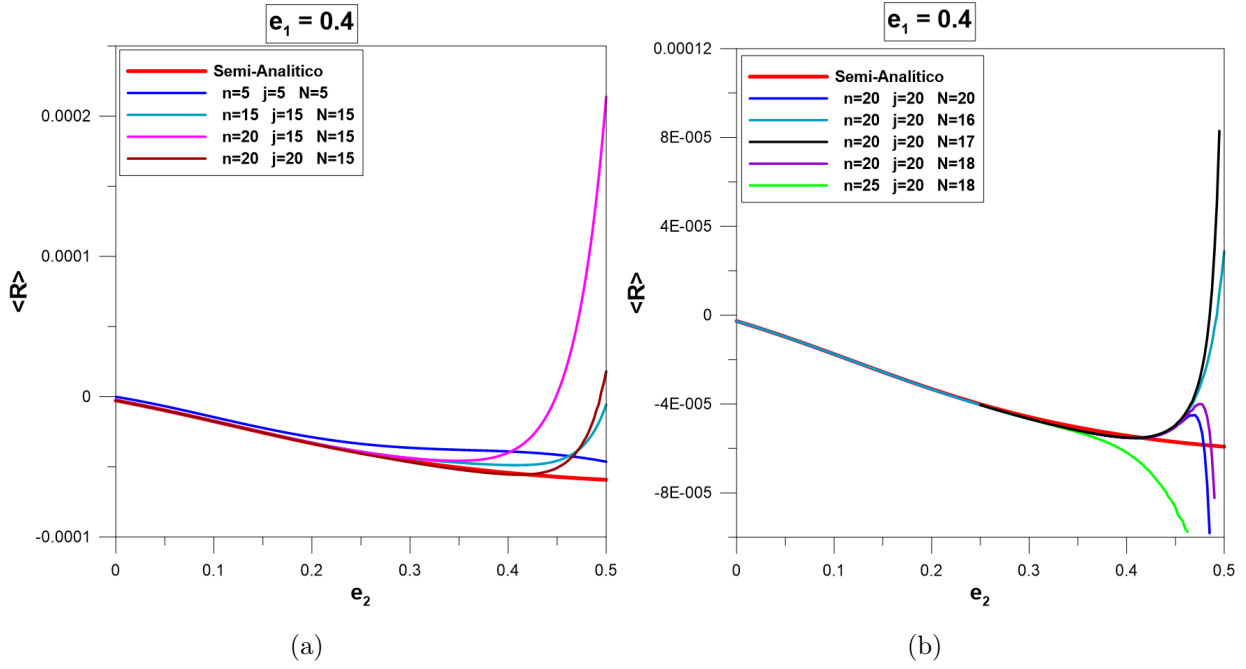 e1 = 0.4
Semi-Analítico
n=5 j=5 N=5
n=15 j=15 N=15
n=20 j=15 N=15
n=20 j=20 N=15
0.0002
0.0001
0
-0.0001
<R>
0 0.1 0.2 0.3 0.4 0.5
e2
(a)
e1 = 0.4
Semi-Analítico
n=20 j=20 N=20
n=20 j=20 N=16
n=20 j=20 N=17
n=20 j=20 N=18
n=25 j=20 N=18
0.00012
8E-005
4E-005
0
-4E-005
-8E-005
<R>
0 0.1 0.2 0.3 0.4 0.5
e2
(b)